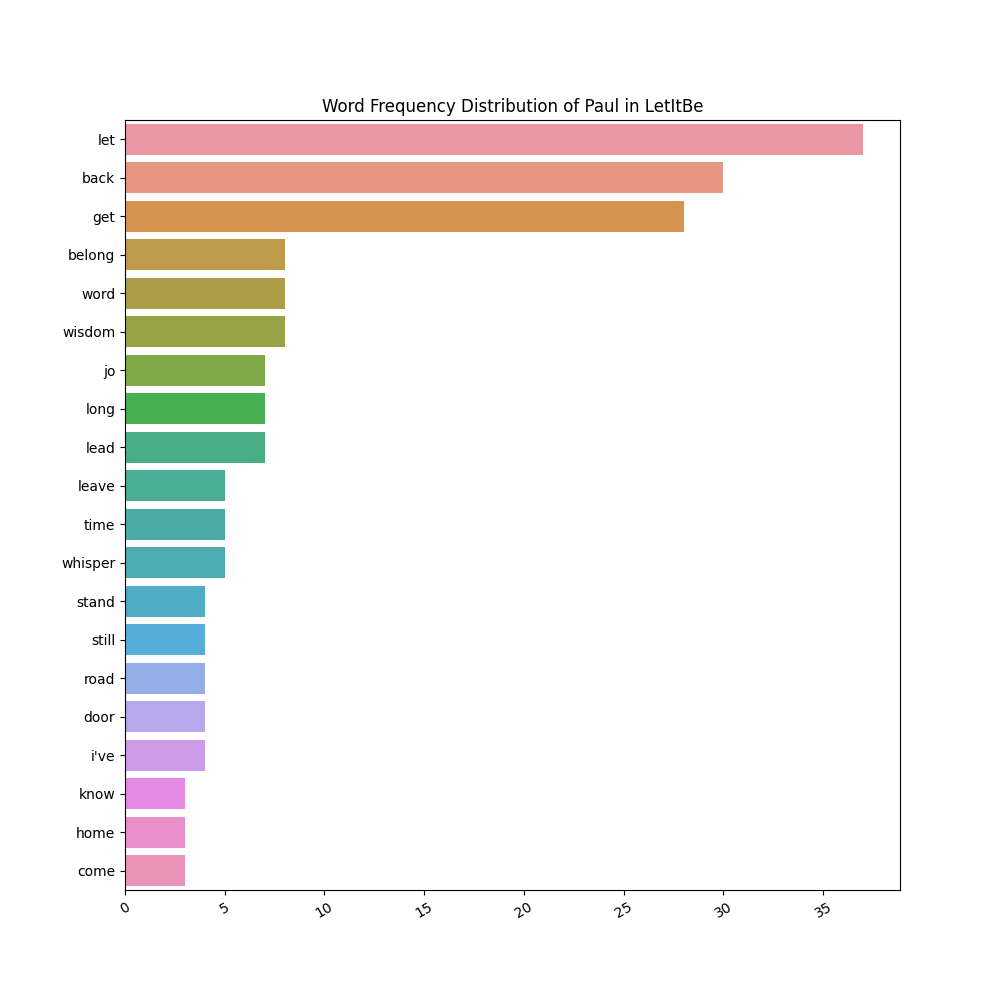 Word Frequency Distribution of Paul in LetItBe
let
back
get
belong
word
wisdom
jo
long
lead
leave
time
whisper
stand
still
road
door
i've
know
home
come
0 5 10 15 20 25 30 35